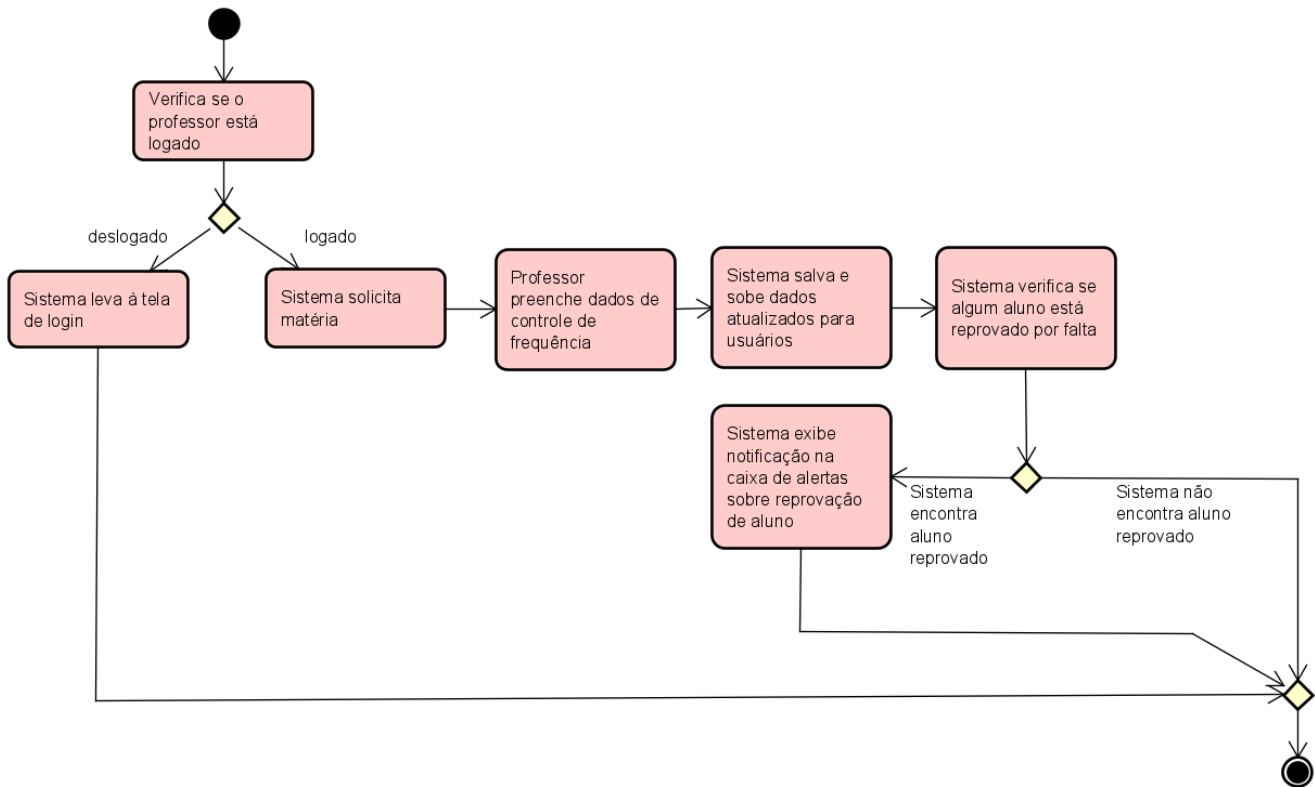 Verifica se o
professor está
logado
deslogado
logado
Sistema leva à tela
de login
Sistema solicita
matéria
Professor
preenche dados de
controle de
frequência
Sistema salva e
sobe dados
atualizados para
usuários
Sistema verifica se
algum aluno está
reprovado por falta
Sistema exibe
notificação na
caixa de alertas
sobre reprovação
de aluno
Sistema
encontra
aluno
reprovado
Sistema não
encontra aluno
reprovado